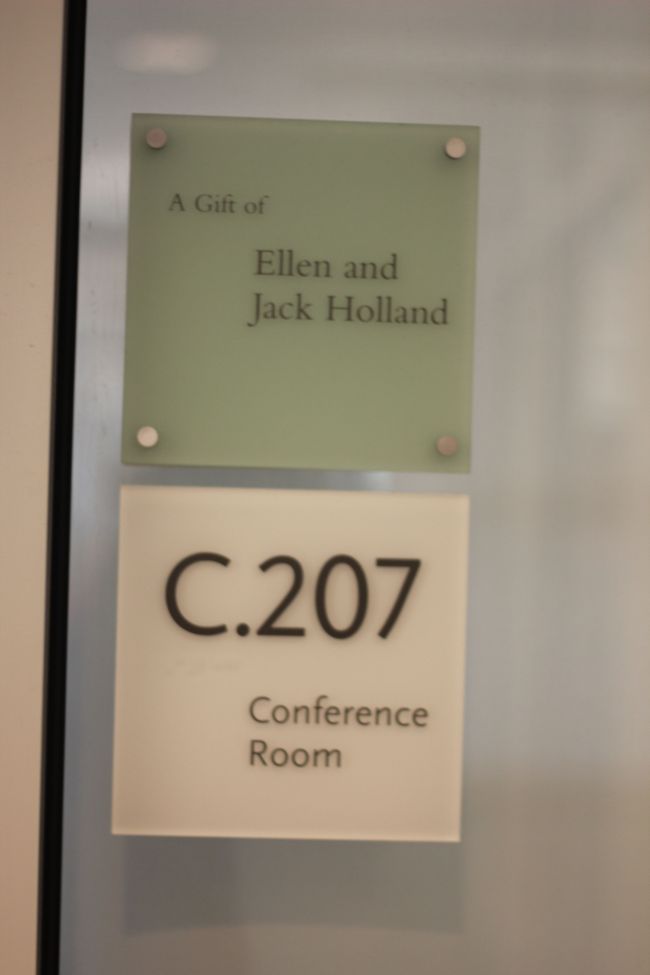 A Gift of
Ellen and
Jack Holland
C.207
Conference
Room